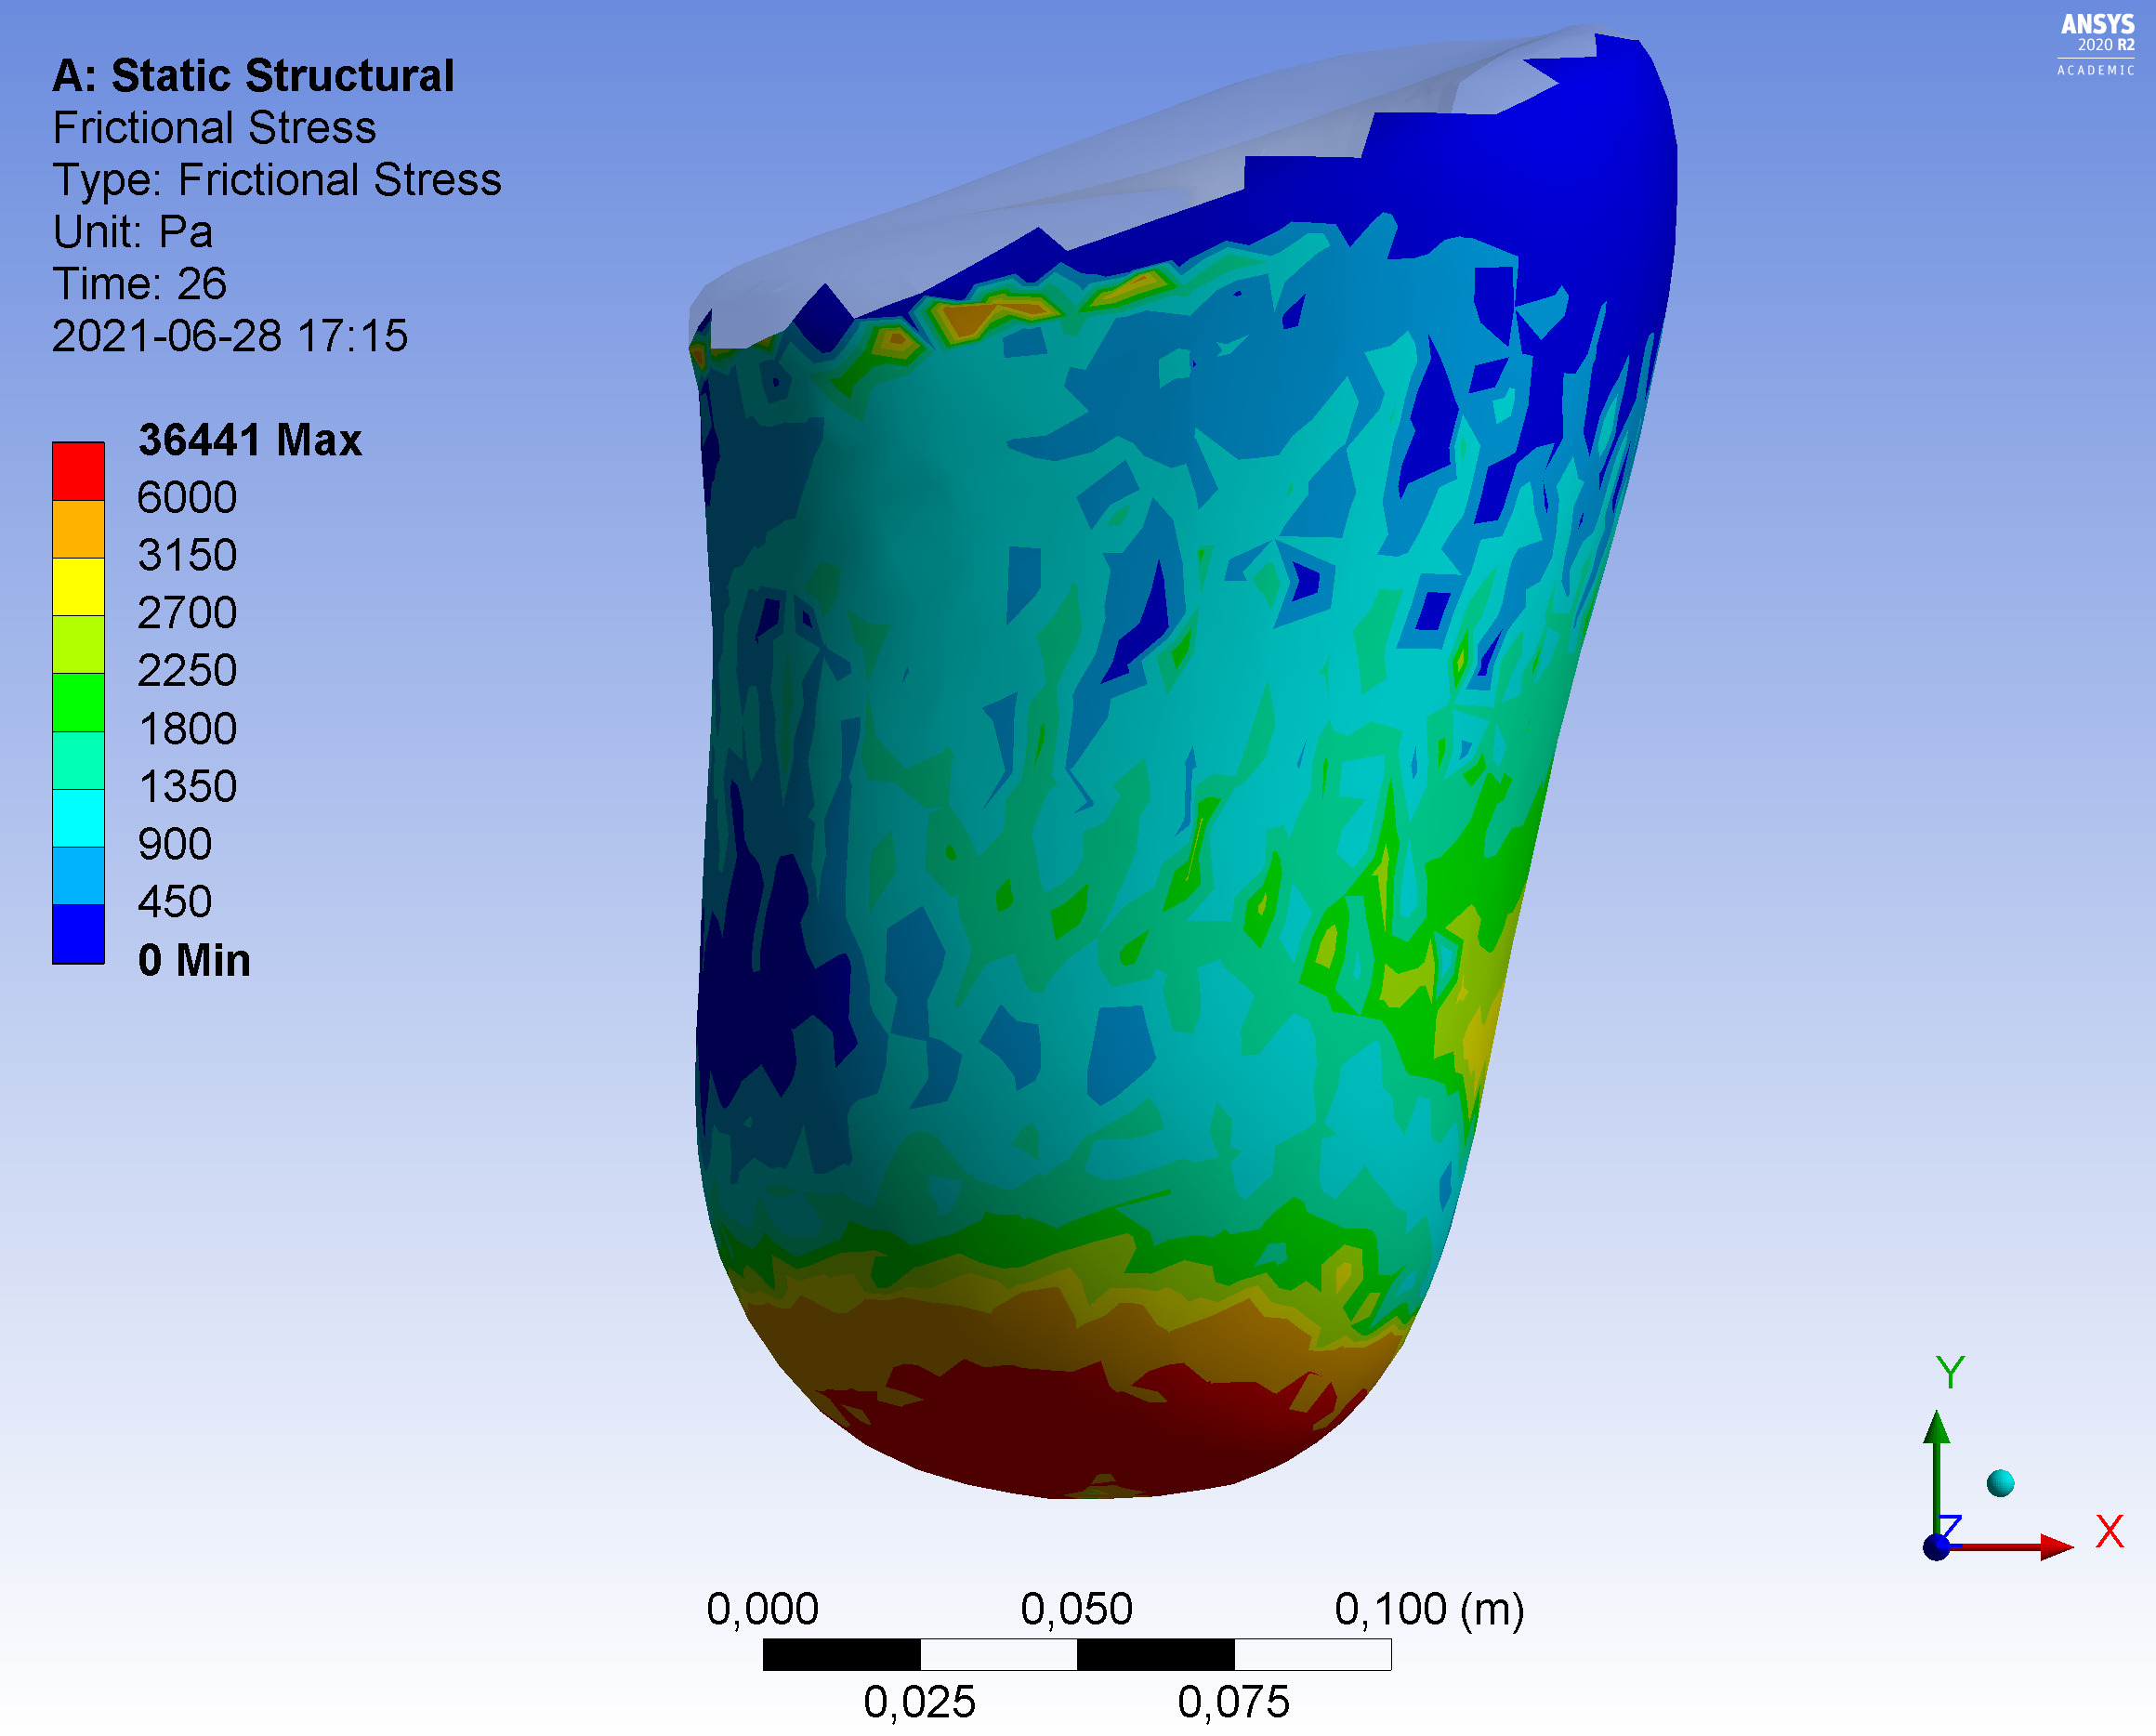 ANSYS
2020 R2
ACADEMIC
A: Static Structural
Frictional Stress
Type: Frictional Stress
Unit: Pa
Time: 26
2021-06-28 17:15
36441 Max
6000
3150
2700
2250
1800
1350
900
450
0 Min
Y
Z
X
0,000 0,050 0,100 (m)
0,025 0,075